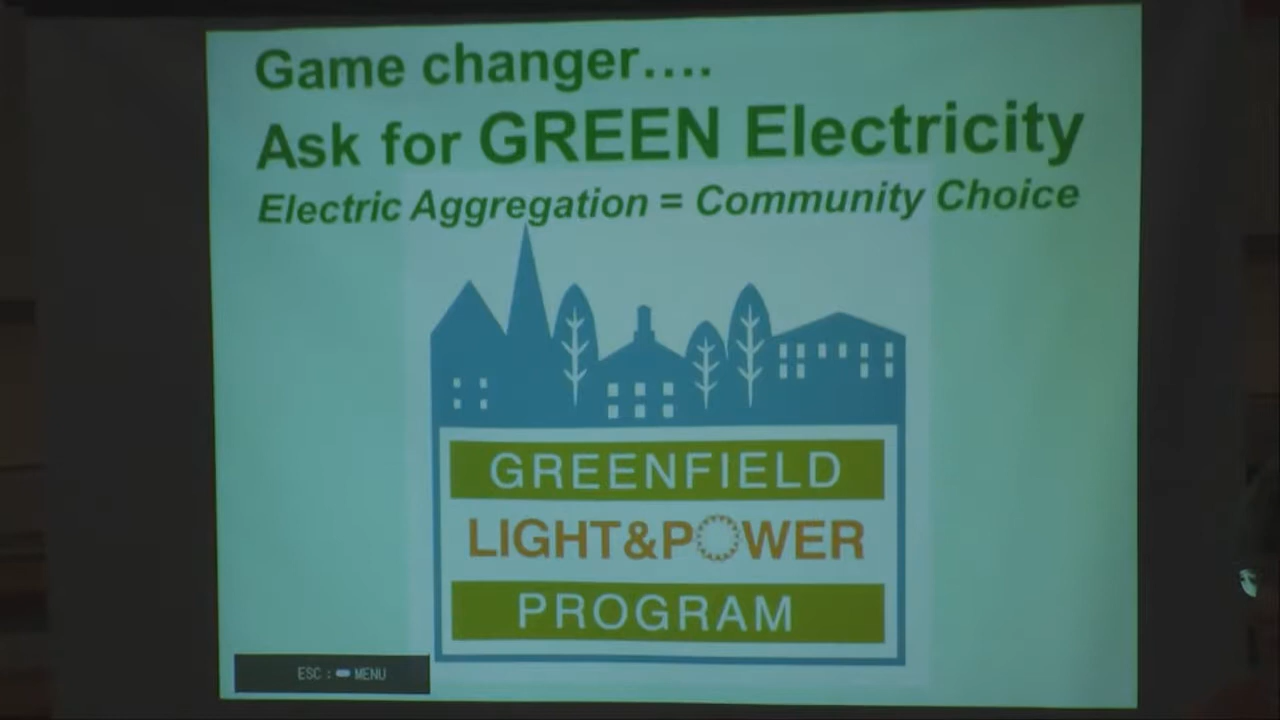 Game changer....
Ask for GREEN Electricity
Electric Aggregation = Community Choice
GREENFIELD
LIGHT&POWER
PROGRAM
ESC : MENU